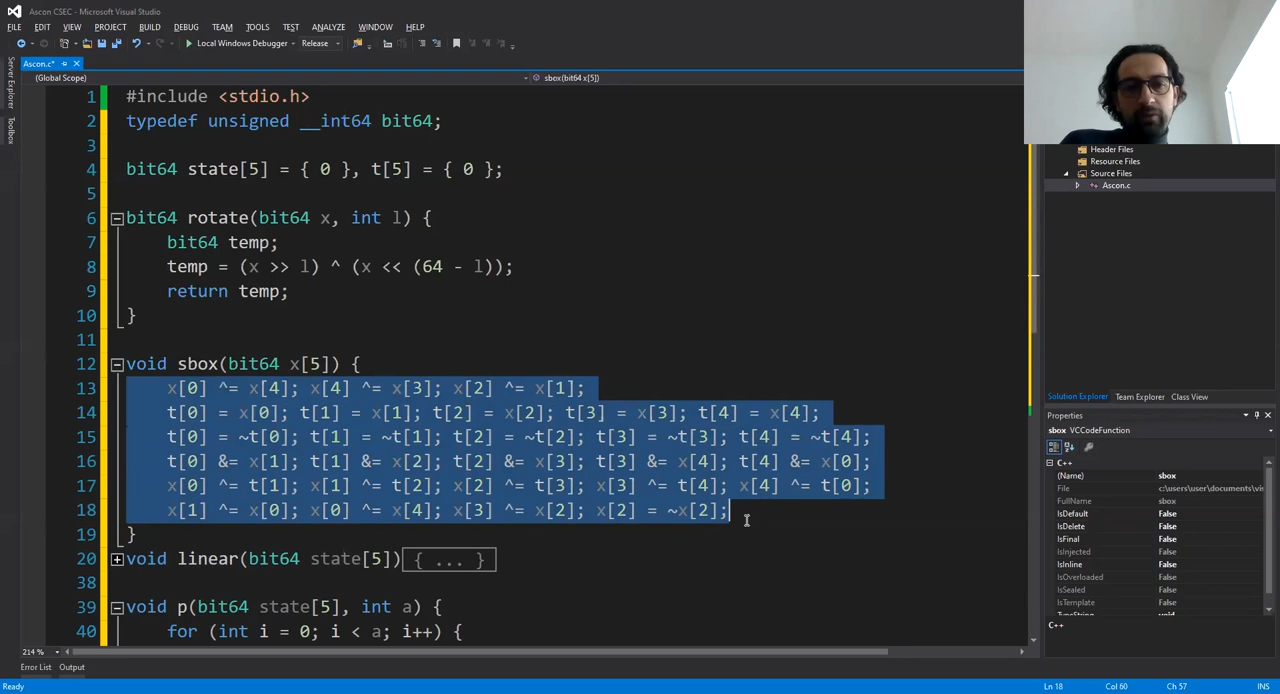 Ascon CSEC - Microsoft Visual Studio
FILE EDIT VIEW PROJECT BUILD DEBUG TEAM TOOLS TEST ANALYZE WINDOW HELP
Local Windows Debugger Release
Server Explorer
Toolbox
Ascon.c*
(Global Scope) sbox(bit64 x[5])
1 #include <stdio.h>
2 typedef unsigned __int64 bit64;
3
4 bit64 state[5] = { 0 }, t[5] = { 0 };
5
6 bit64 rotate(bit64 x, int l) {
7 bit64 temp;
8 temp = (x >> l) ^ (x << (64 - l));
9 return temp;
10 }
11
12 void sbox(bit64 x[5]) {
13 x[0] ^= x[4]; x[4] ^= x[3]; x[2] ^= x[1];
14 t[0] = x[0]; t[1] = x[1]; t[2] = x[2]; t[3] = x[3]; t[4] = x[4];
15 t[0] = ~t[0]; t[1] = ~t[1]; t[2] = ~t[2]; t[3] = ~t[3]; t[4] = ~t[4];
16 t[0] &= x[1]; t[1] &= x[2]; t[2] &= x[3]; t[3] &= x[4]; t[4] &= x[0];
17 x[0] ^= t[1]; x[1] ^= t[2]; x[2] ^= t[3]; x[3] ^= t[4]; x[4] ^= t[0];
18 x[1] ^= x[0]; x[0] ^= x[4]; x[3] ^= x[2]; x[2] = ~x[2];
19 }
20 void linear(bit64 state[5]) { ... }
38
39 void p(bit64 state[5], int a) {
40 for (int i = 0; i < a; i++) {
214 %
Error List Output
Ready Ln 18 Col 60 Ch 57 INS
Header Files
Resource Files
Source Files
Ascon.c
Solution Explorer Team Explorer Class View
Properties
sbox VCCodeFunction
C++
(Name) sbox
File c:\users\user\documents\vis
FullName sbox
IsDefault False
IsDelete False
IsFinal False
IsInjected False
IsInline False
IsOverloaded False
IsSealed False
IsTemplate False
TypeString void
C++